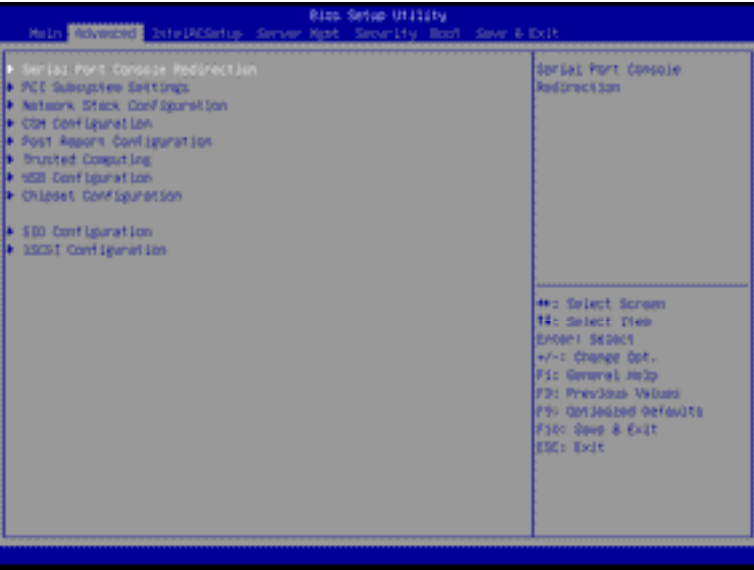 Bios Setup Utility
Main Advanced IntelRCSetup Server Mgmt Security Boot Save & Exit
Serial Port Console Redirection
PCI Subsystem Settings
Network Stack Configuration
CSM Configuration
Post Report Configuration
Trusted Computing
USB Configuration
Chipset Configuration
SIO Configuration
iSCSI Configuration
Serial Port Console
Redirection
: Select Screen
: Select Item
Enter: Select
+/-: Change Opt.
F1: General Help
Previous Values
F9: Optimized Defaults
F10: Save & Exit
ESC: Exit